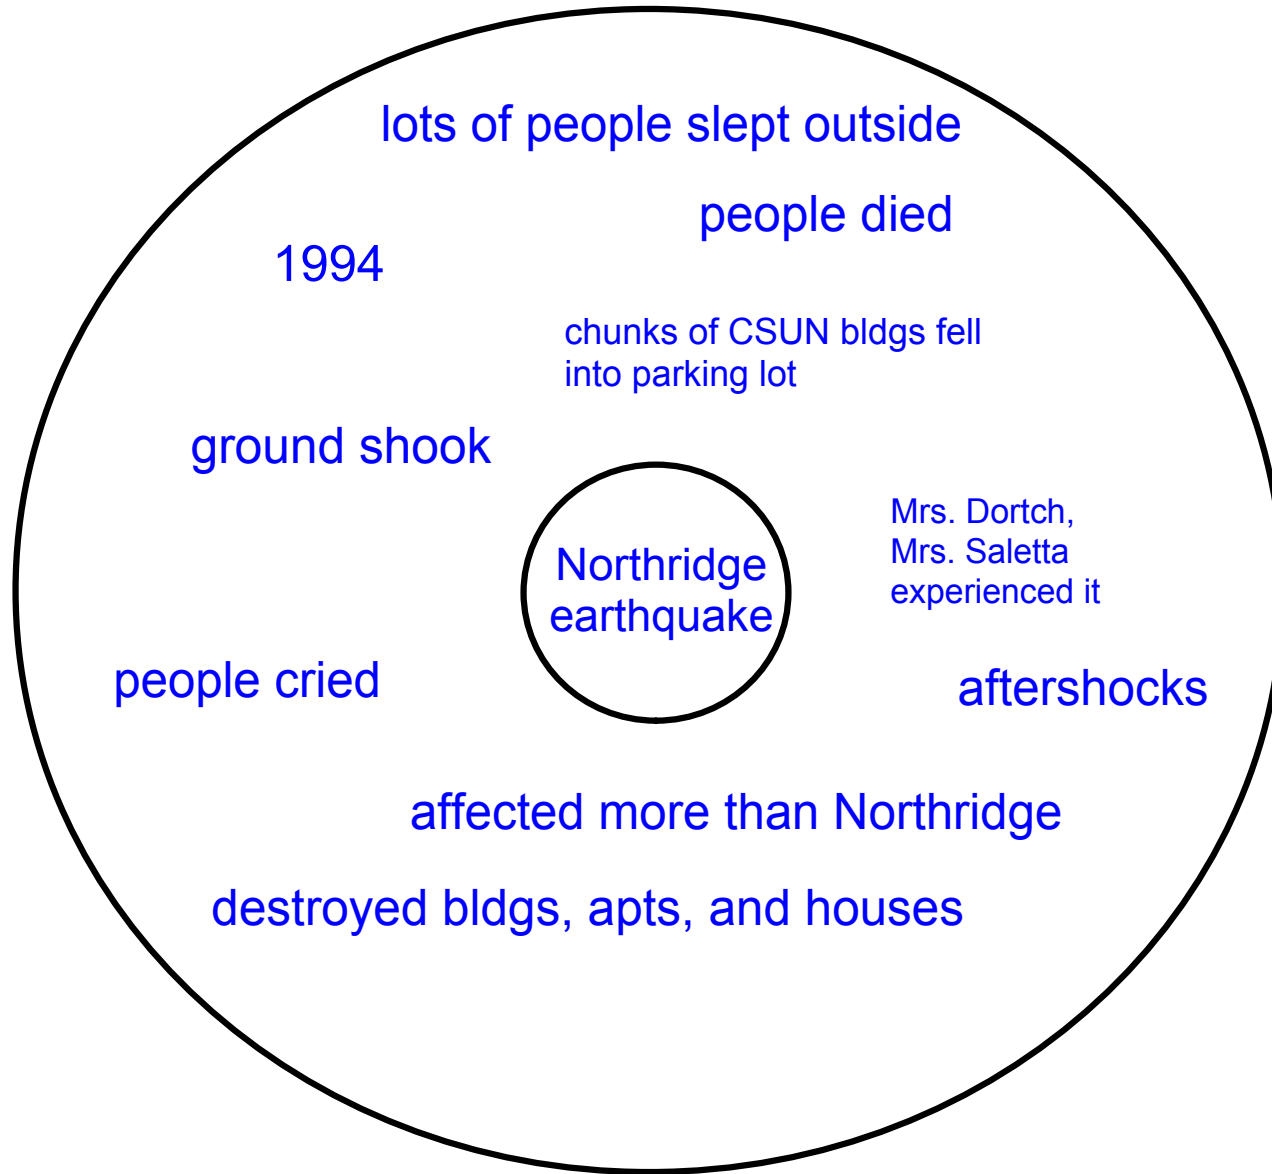 lots of people slept outside
people died
1994
chunks of CSUN bldgs fell
into parking lot
ground shook
Mrs. Dortch,
Mrs. Saletta
experienced it
Northridge
earthquake
people cried
aftershocks
affected more than Northridge
destroyed bldgs, apts, and houses